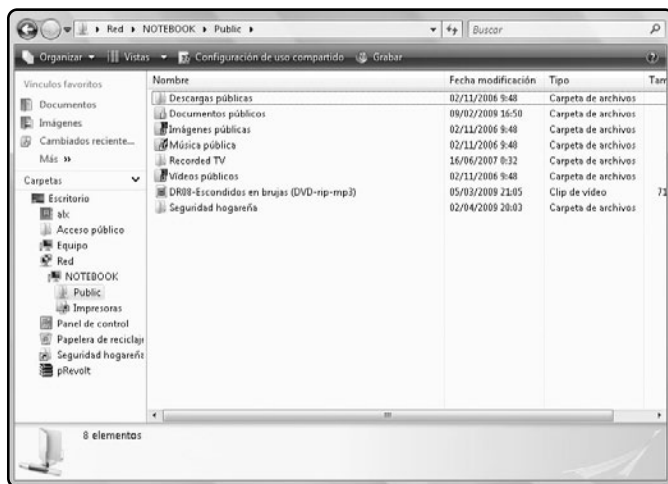 Red ▸ NOTEBOOK ▸ Public ▸ Buscar
Organizar Vistas Configuración de uso compartido Grabar
Vínculos favoritos
Documentos
Imágenes
Cambiados reciente...
Más »
Carpetas
Escritorio
alx
Acceso público
Equipo
Red
NOTEBOOK
Public
Impresoras
Panel de control
Papelera de reciclaje
Seguridad hogareña
pRevolt
Nombre Fecha modificación Tipo Tam
Descargas públicas 02/11/2006 9:48 Carpeta de archivos
Documentos públicos 09/02/2009 16:50 Carpeta de archivos
Imágenes públicas 02/11/2006 9:48 Carpeta de archivos
Música pública 02/11/2006 9:48 Carpeta de archivos
Recorded TV 16/06/2007 0:32 Carpeta de archivos
Vídeos públicos 02/11/2006 9:48 Carpeta de archivos
DR08-Escondidos en brujas (DVD-rip-mp3) 05/03/2009 21:05 Clip de vídeo 71
Seguridad hogareña 02/04/2009 20:03 Carpeta de archivos
8 elementos